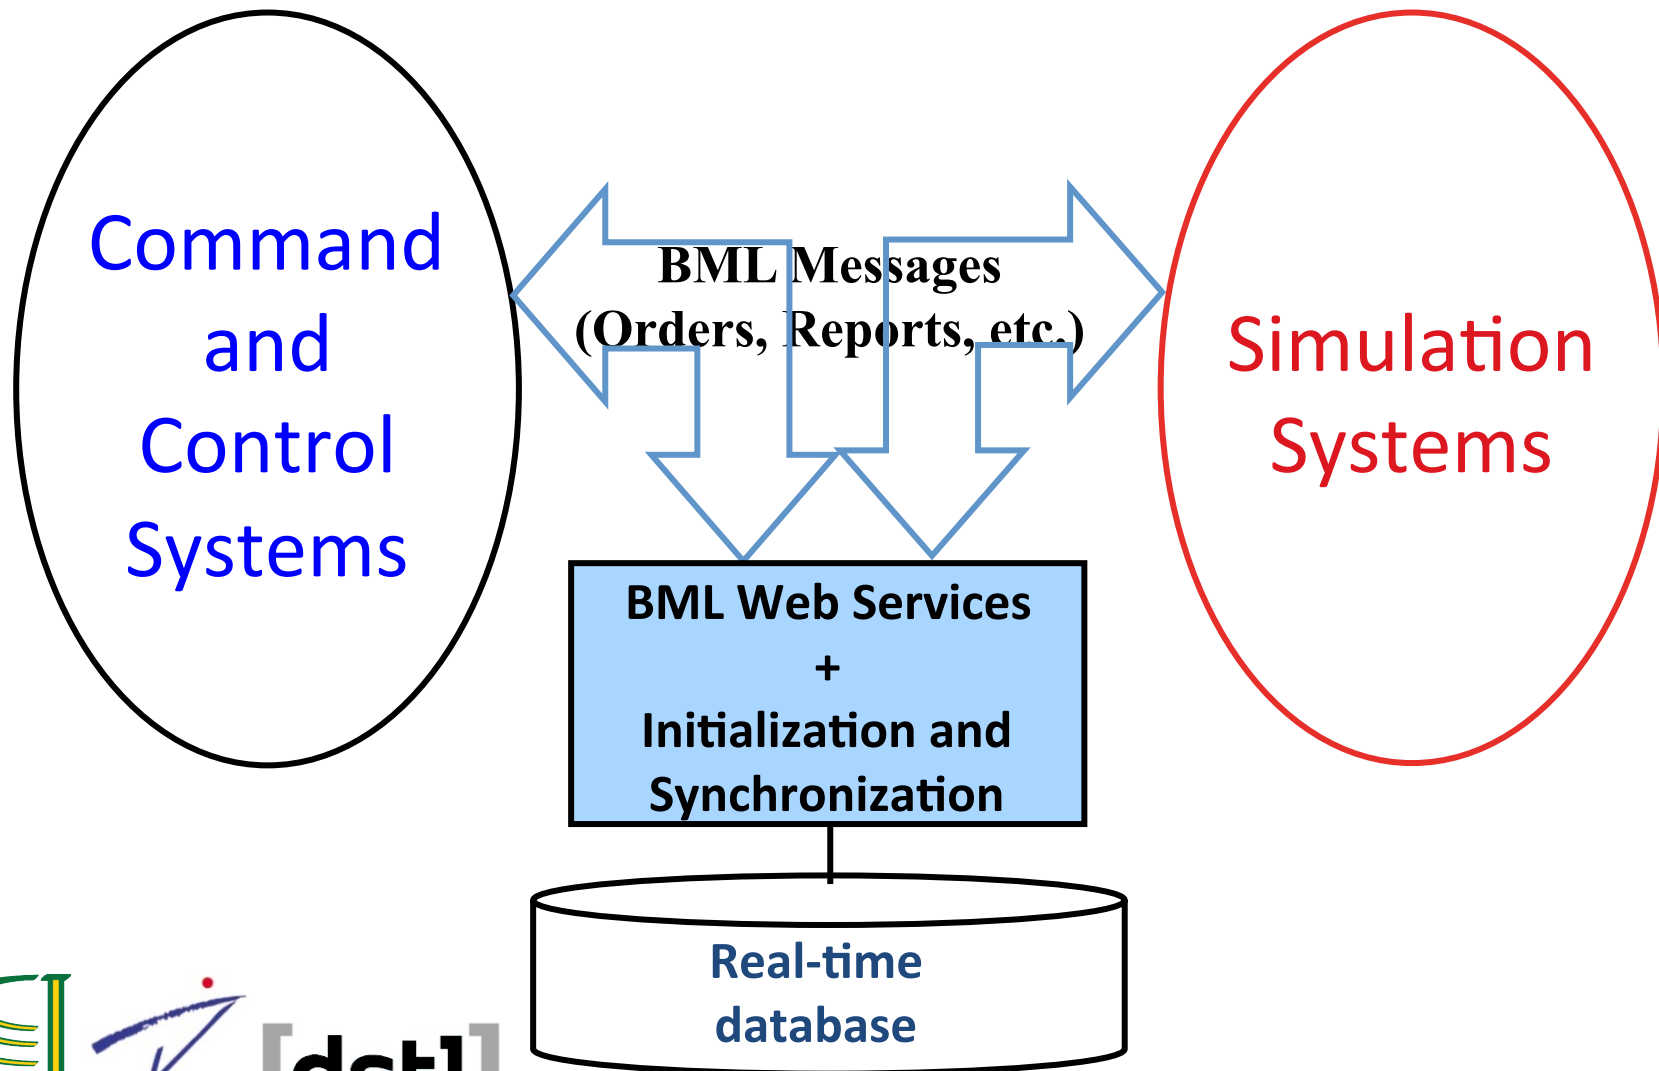 Command
and
Control
Systems
BML Messages
(Orders, Reports, etc.)
Simulation
Systems
BML Web Services
+
Initialization and
Synchronization
Real-time
database
[dstl]